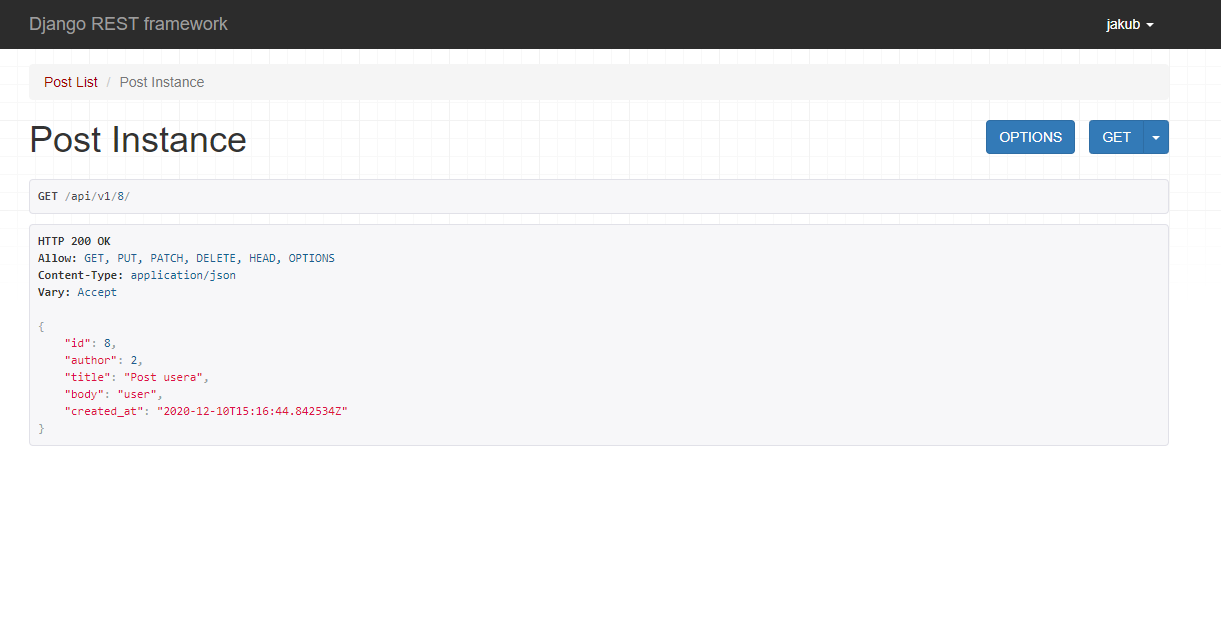 Django REST framework
jakub
Post List / Post Instance
Post Instance
OPTIONS
GET
GET /api/v1/8/
HTTP 200 OK
Allow: GET, PUT, PATCH, DELETE, HEAD, OPTIONS
Content-Type: application/json
Vary: Accept
{
    "id": 8,
    "author": 2,
    "title": "Post usera",
    "body": "user",
    "created_at": "2020-12-10T15:16:44.842534Z"
}